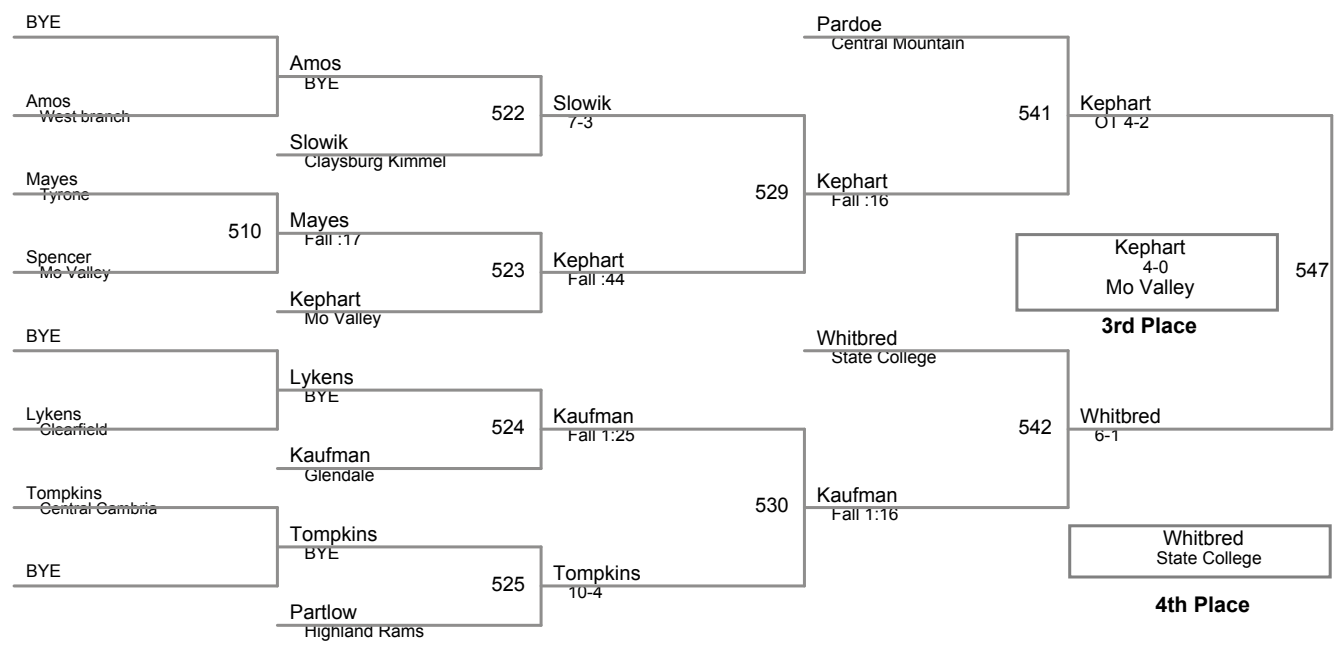 BYE
Amos
West branch
Mayes
Tyrone
Spencer
Mo Valley
BYE
Lykens
Clearfield
Tompkins
Central Cambria
BYE
Amos
BYE
522
Slowik
Claysburg Kimmel
510
Mayes
Fall :17
523
Kephart
Mo Valley
Lykens
BYE
524
Kaufman
Glendale
Tompkins
BYE
525
Partlow
Highland Rams
Slowik
7-3
529
Kephart
Fall :44
Kaufman
Fall 1:25
530
Tompkins
10-4
Pardoe
Central Mountain
541
Kephart
Fall :16
Whitbred
State College
542
Kaufman
Fall 1:16
Kephart
OT 4-2
Kephart
4-0
Mo Valley
547
3rd Place
Whitbred
6-1
Whitbred
State College
4th Place